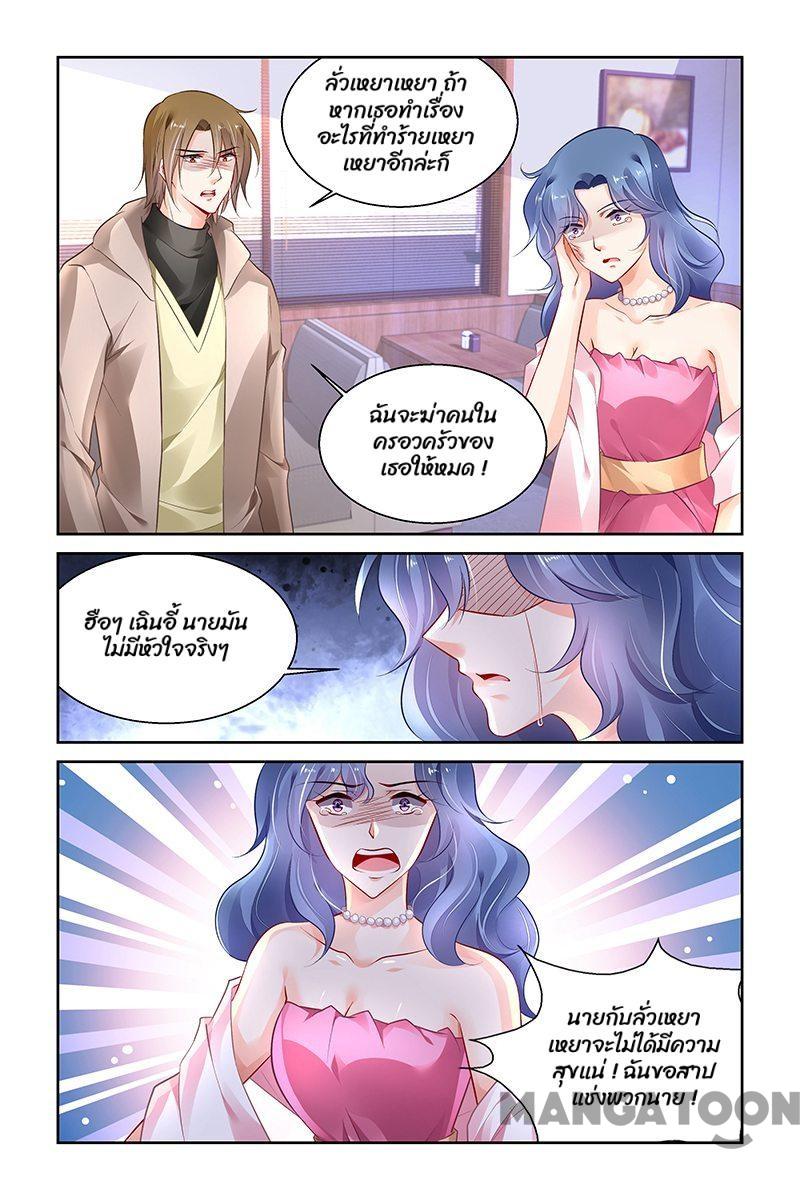 ลั่วเหยาเหยา ถ้า
หากเธอทำเรื่อง
อะไรที่ทำร้ายเหยา
เหยาอีกล่ะก็
ฉันจะฆ่าคนใน
ครอวครัวของ
เธอให้หมด !
ฮือๆ เฉินอี้ นายมัน
ไม่มีหัวใจจริงๆ
นายกับลั่วเหยา
เหยาจะไม่ได้มีความ
สุขแน่ ! ฉันขอสาป
แช่งพวกนาย !
MANGATOON